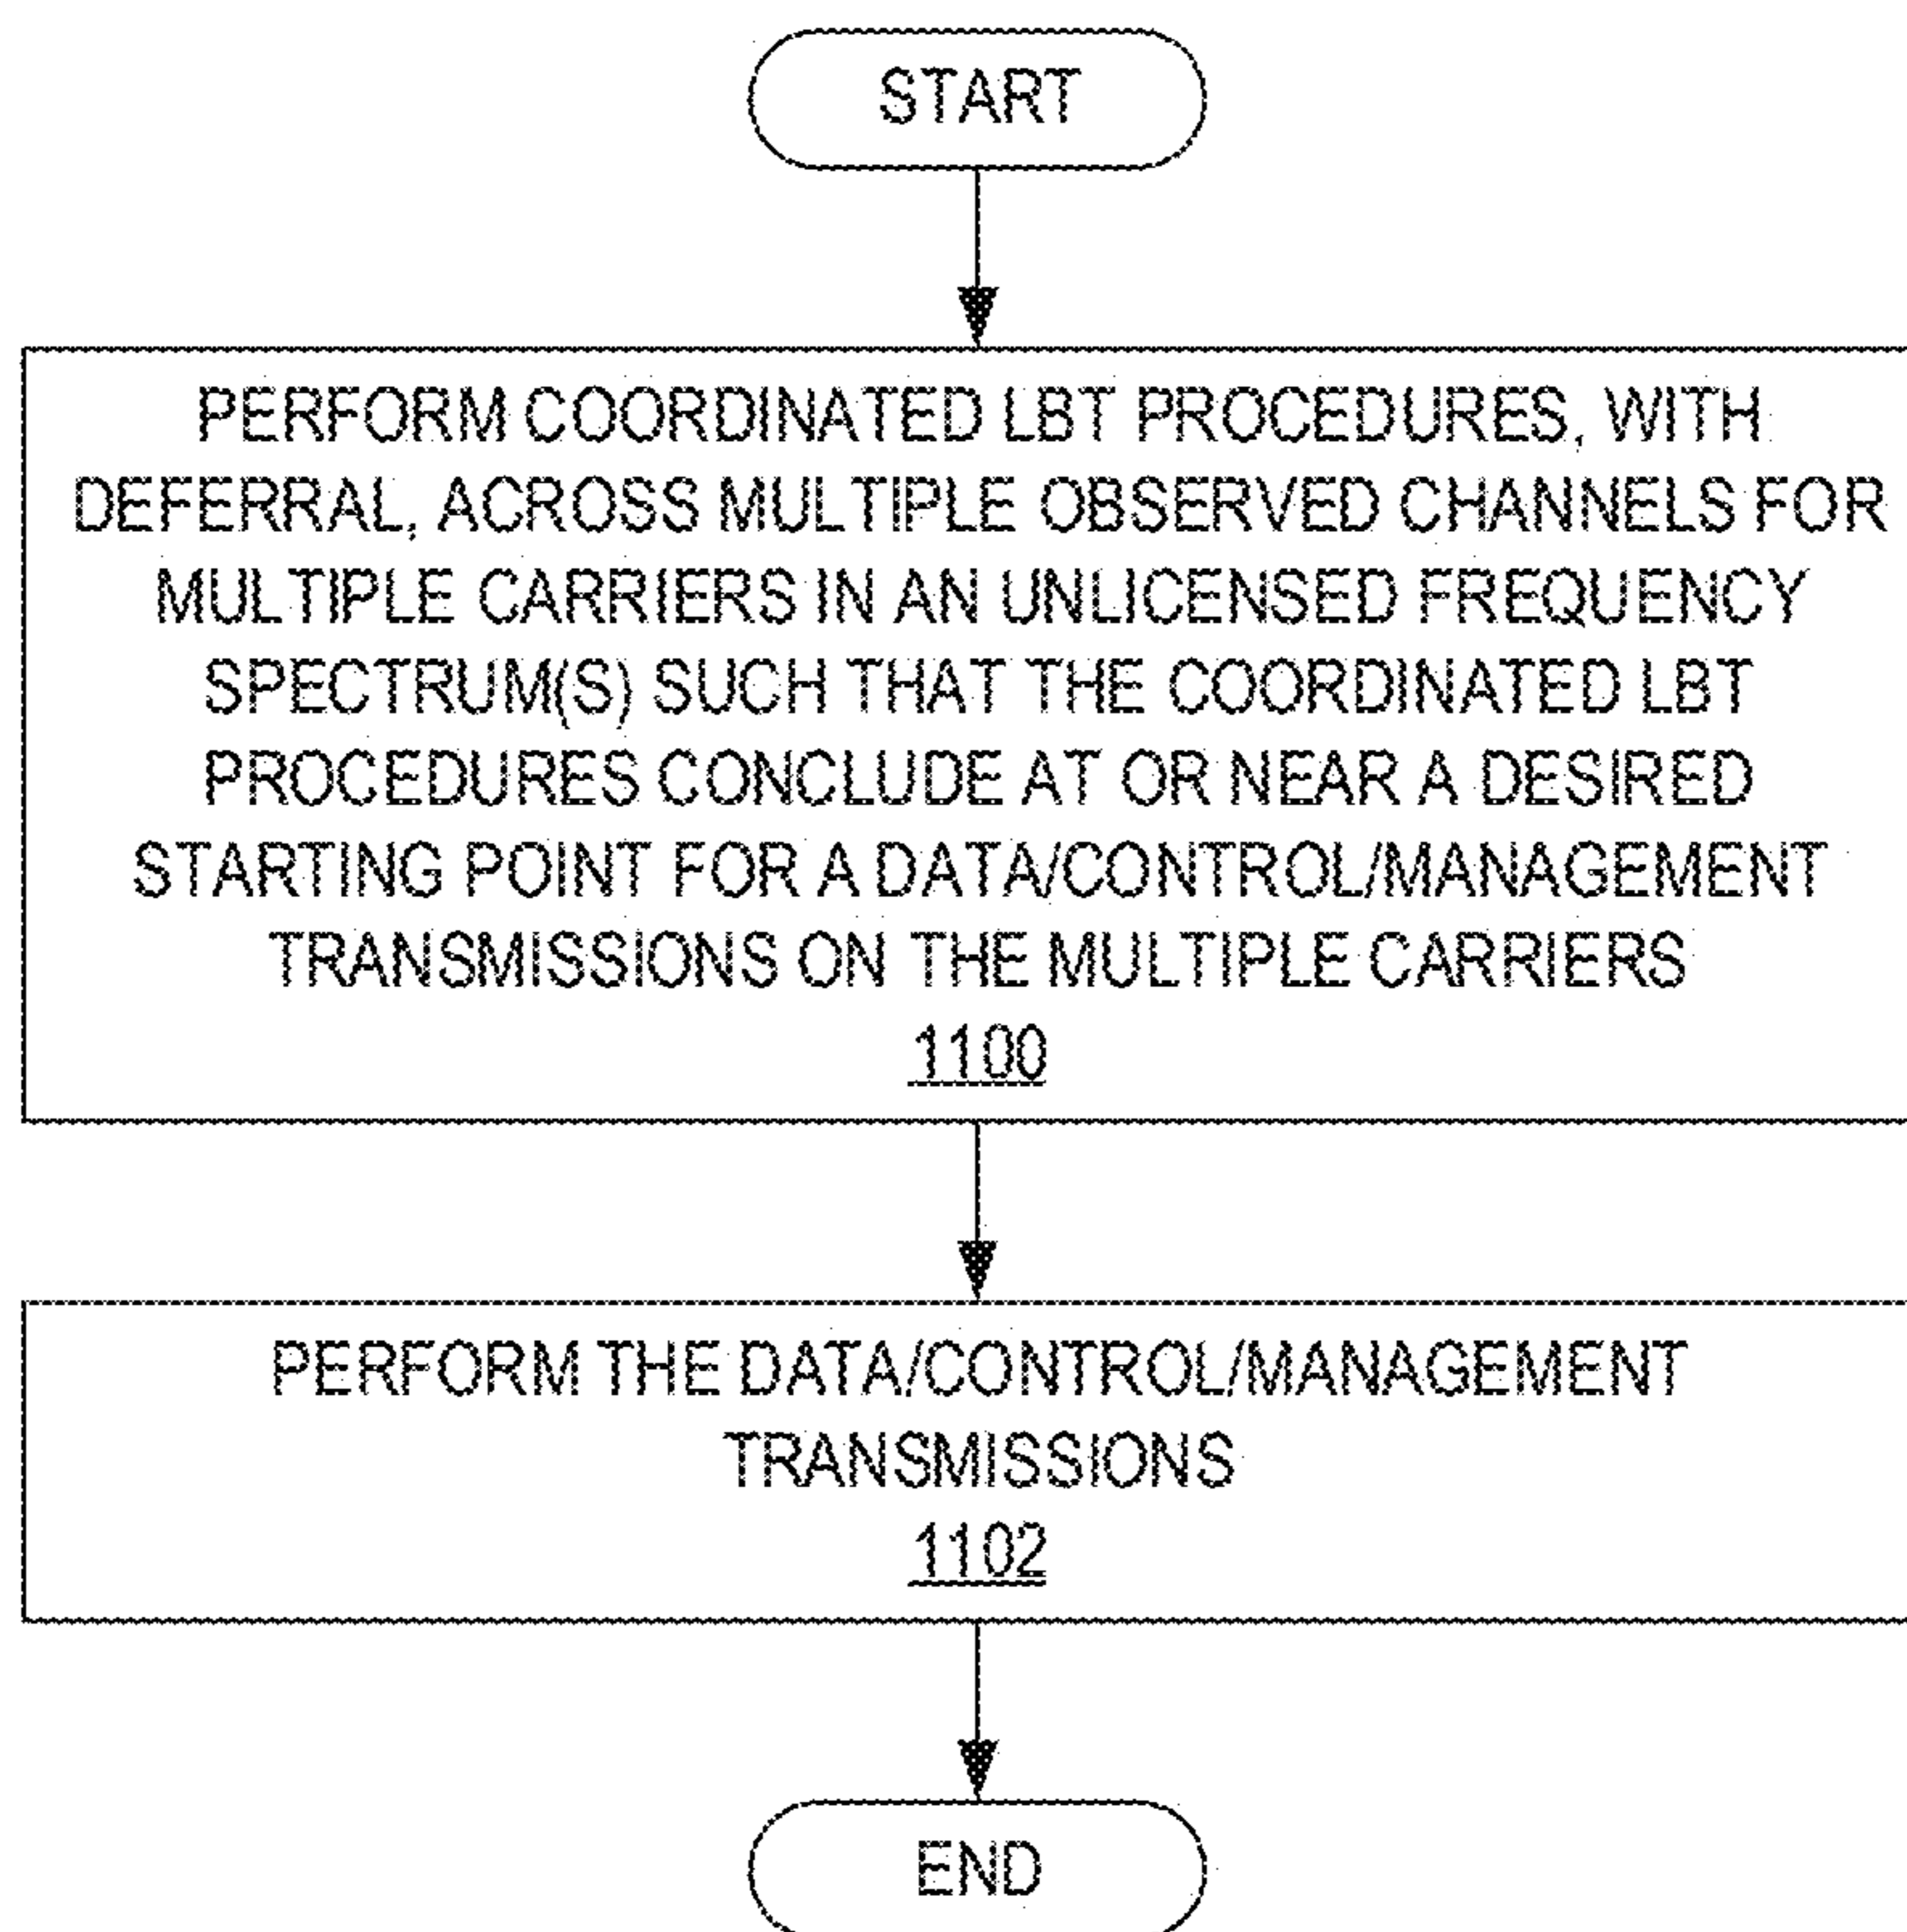 START
PERFORM COORDINATED LBT PROCEDURES, WITH
DEFERRAL, ACROSS MULTIPLE OBSERVED CHANNELS FOR
MULTIPLE CARRIERS IN AN UNLICENSED FREQUENCY
SPECTRUM(S) SUCH THAT THE COORDINATED LBT
PROCEDURES CONCLUDE AT OR NEAR A DESIRED
STARTING POINT FOR A DATA/CONTROL/MANAGEMENT
TRANSMISSIONS ON THE MULTIPLE CARRIERS
1100
PERFORM THE DATA/CONTROL/MANAGEMENT
TRANSMISSIONS
1102
END